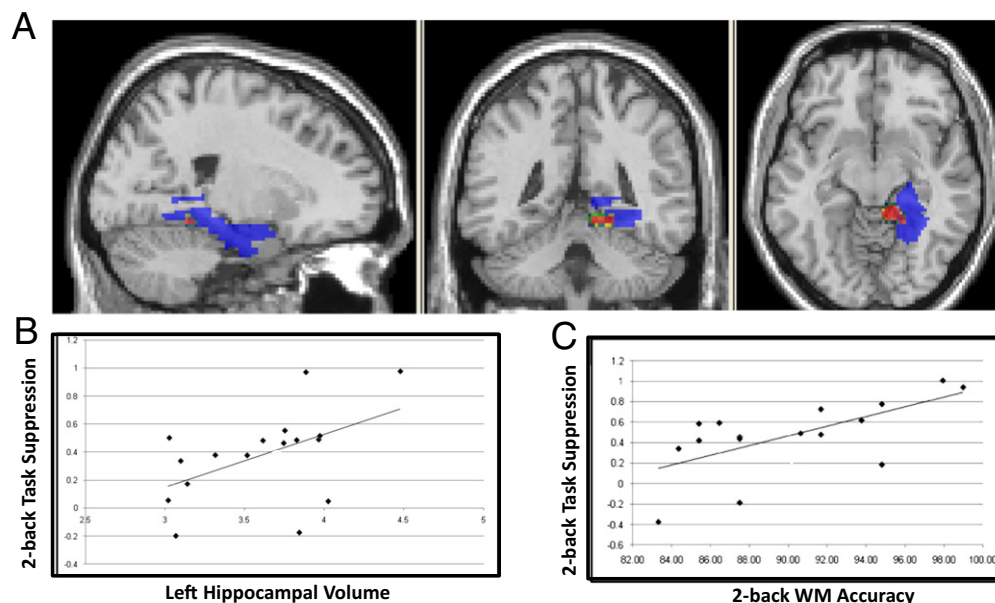 A
B
2-back Task Suppression
1.2
1
0.8
0.6
0.4
0.2
0
-0.2
-0.4
2.5 3 3.5 4 4.5 5
Left Hippocampal Volume
C
2-back Task Suppression
1.2
1
0.8
0.6
0.4
0.2
0
-0.2
-0.4
-0.6
82.00 84.00 86.00 88.00 90.00 92.00 94.00 96.00 98.00 100.00
2-back WM Accuracy